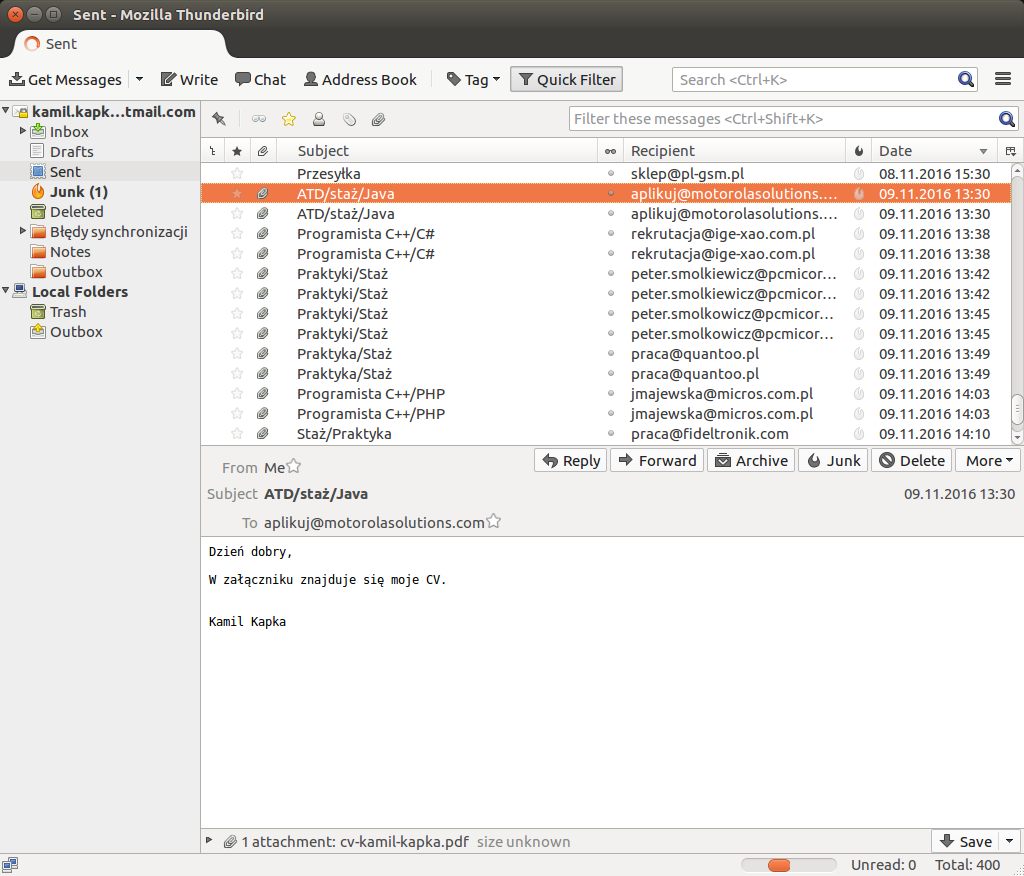 Sent - Mozilla Thunderbird
Sent
Get Messages Write Chat Address Book Tag Quick Filter Search <Ctrl+K>
kamil.kapk...tmail.com
Inbox
Drafts
Sent
Junk (1)
Deleted
Błędy synchronizacji
Notes
Outbox
Local Folders
Trash
Outbox
Filter these messages <Ctrl+Shift+K>
Subject Recipient Date
Przesyłka sklep@pl-gsm.pl 08.11.2016 15:30
ATD/staż/Java aplikuj@motorolasolutions.... 09.11.2016 13:30
ATD/staż/Java aplikuj@motorolasolutions.... 09.11.2016 13:30
Programista C++/C# rekrutacja@ige-xao.com.pl 09.11.2016 13:38
Programista C++/C# rekrutacja@ige-xao.com.pl 09.11.2016 13:38
Praktyki/Staż peter.smolkiewicz@pcmicor... 09.11.2016 13:42
Praktyki/Staż peter.smolkiewicz@pcmicor... 09.11.2016 13:42
Praktyki/Staż peter.smolkowicz@pcmicor... 09.11.2016 13:45
Praktyki/Staż peter.smolkowicz@pcmicor... 09.11.2016 13:45
Praktyka/Staż praca@quantoo.pl 09.11.2016 13:49
Praktyka/Staż praca@quantoo.pl 09.11.2016 13:49
Programista C++/PHP jmajewska@micros.com.pl 09.11.2016 14:03
Programista C++/PHP jmajewska@micros.com.pl 09.11.2016 14:03
Staż/Praktyka praca@fideltronik.com 09.11.2016 14:10
From Me Reply Forward Archive Junk Delete More
Subject ATD/staż/Java 09.11.2016 13:30
To aplikuj@motorolasolutions.com
Dzień dobry,
W załączniku znajduje się moje CV.
Kamil Kapka
1 attachment: cv-kamil-kapka.pdf size unknown Save
Unread: 0 Total: 400